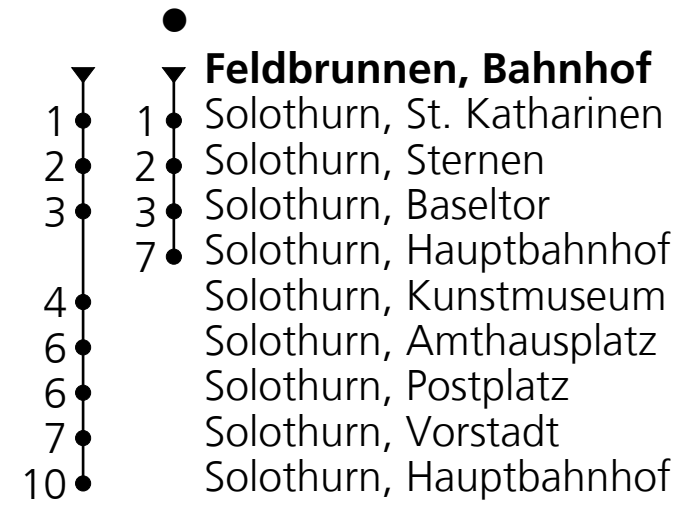 Feldbrunnen, Bahnhof
1 1 Solothurn, St. Katharinen
2 2 Solothurn, Sternen
3 3 Solothurn, Baseltor
7 Solothurn, Hauptbahnhof
4 Solothurn, Kunstmuseum
6 Solothurn, Amthausplatz
6 Solothurn, Postplatz
7 Solothurn, Vorstadt
10 Solothurn, Hauptbahnhof